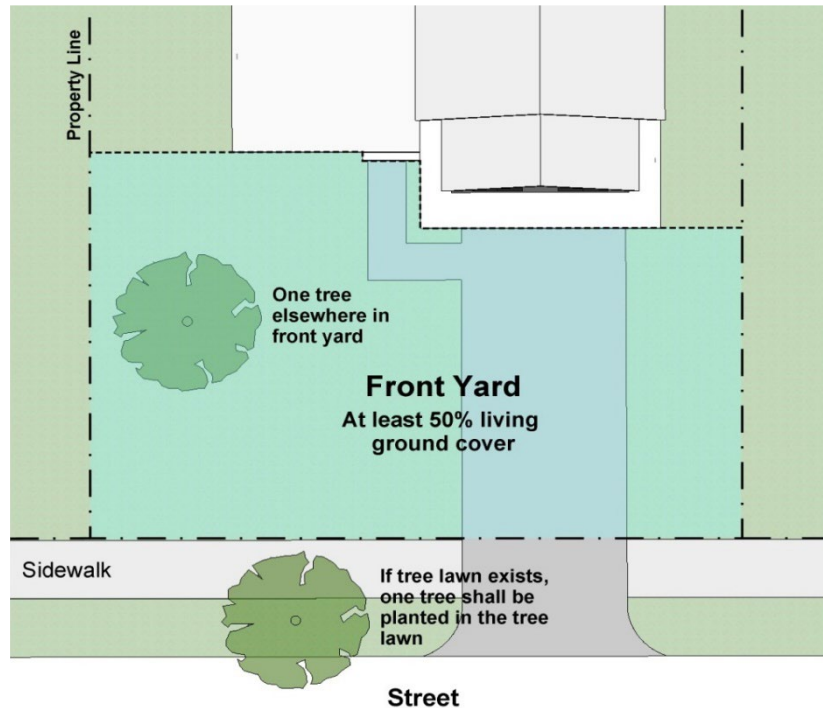 Property Line
One tree
elsewhere in
front yard
Front Yard
At least 50% living
ground cover
Sidewalk
If tree lawn exists,
one tree shall be
planted in the tree
lawn
Street